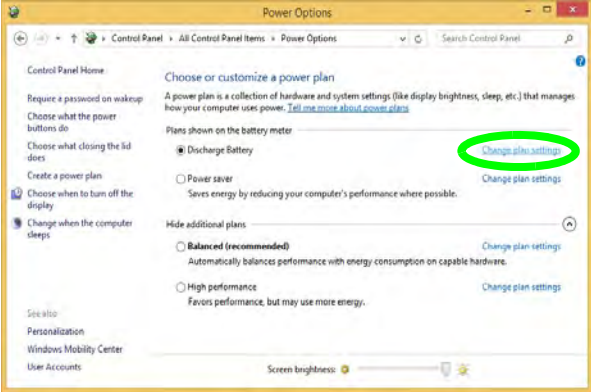 Power Options
Control Panel › All Control Panel Items › Power Options
Search Control Panel
Control Panel Home
Require a password on wakeup
Choose what the power
buttons do
Choose what closing the lid
does
Create a power plan
Choose when to turn off the
display
Change when the computer
sleeps
Choose or customize a power plan
A power plan is a collection of hardware and system settings (like display brightness, sleep, etc.) that manages
how your computer uses power. Tell me more about power plans
Plans shown on the battery meter
Discharge Battery Change plan settings
Power saver Change plan settings
Saves energy by reducing your computer's performance where possible.
Hide additional plans
Balanced (recommended) Change plan settings
Automatically balances performance with energy consumption on capable hardware.
High performance Change plan settings
Favors performance, but may use more energy.
See also
Personalization
Windows Mobility Center
User Accounts
Screen brightness: